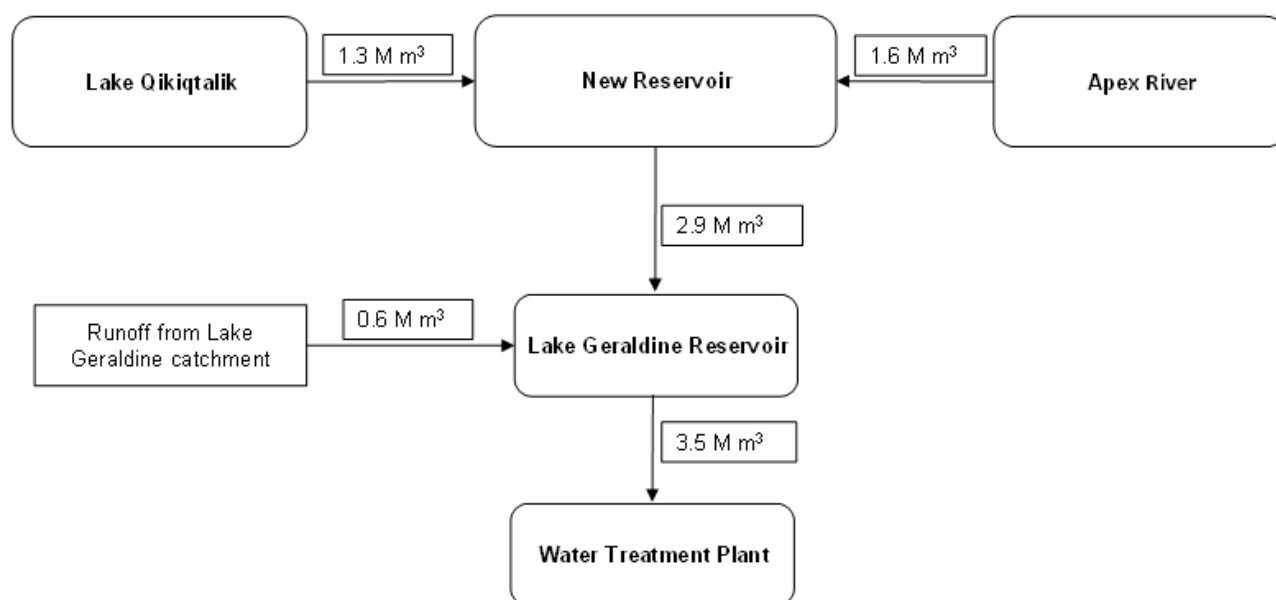 1.3 M m³
1.6 M m³
Lake Qikiqtalik
New Reservoir
Apex River
2.9 M m³
0.6 M m³
Runoff from Lake
Geraldine catchment
Lake Geraldine Reservoir
3.5 M m³
Water Treatment Plant